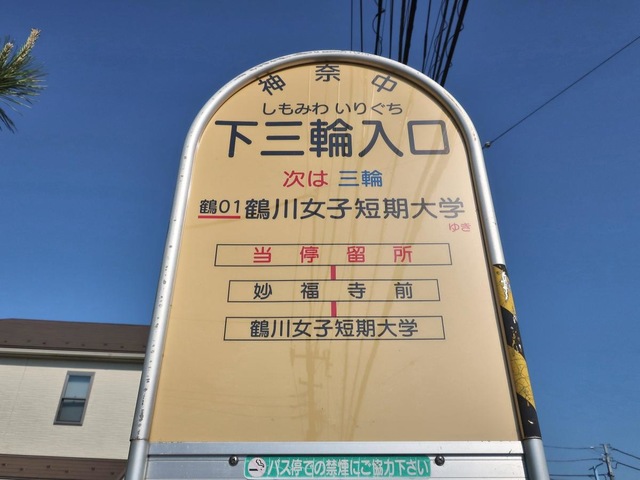 神奈中
しもみわ いりぐち
下三輪入口
次は 三輪
鶴01 鶴川女子短期大学
ゆき
当停留所
妙福寺前
鶴川女子短期大学
バス停での禁煙にご協力下さい